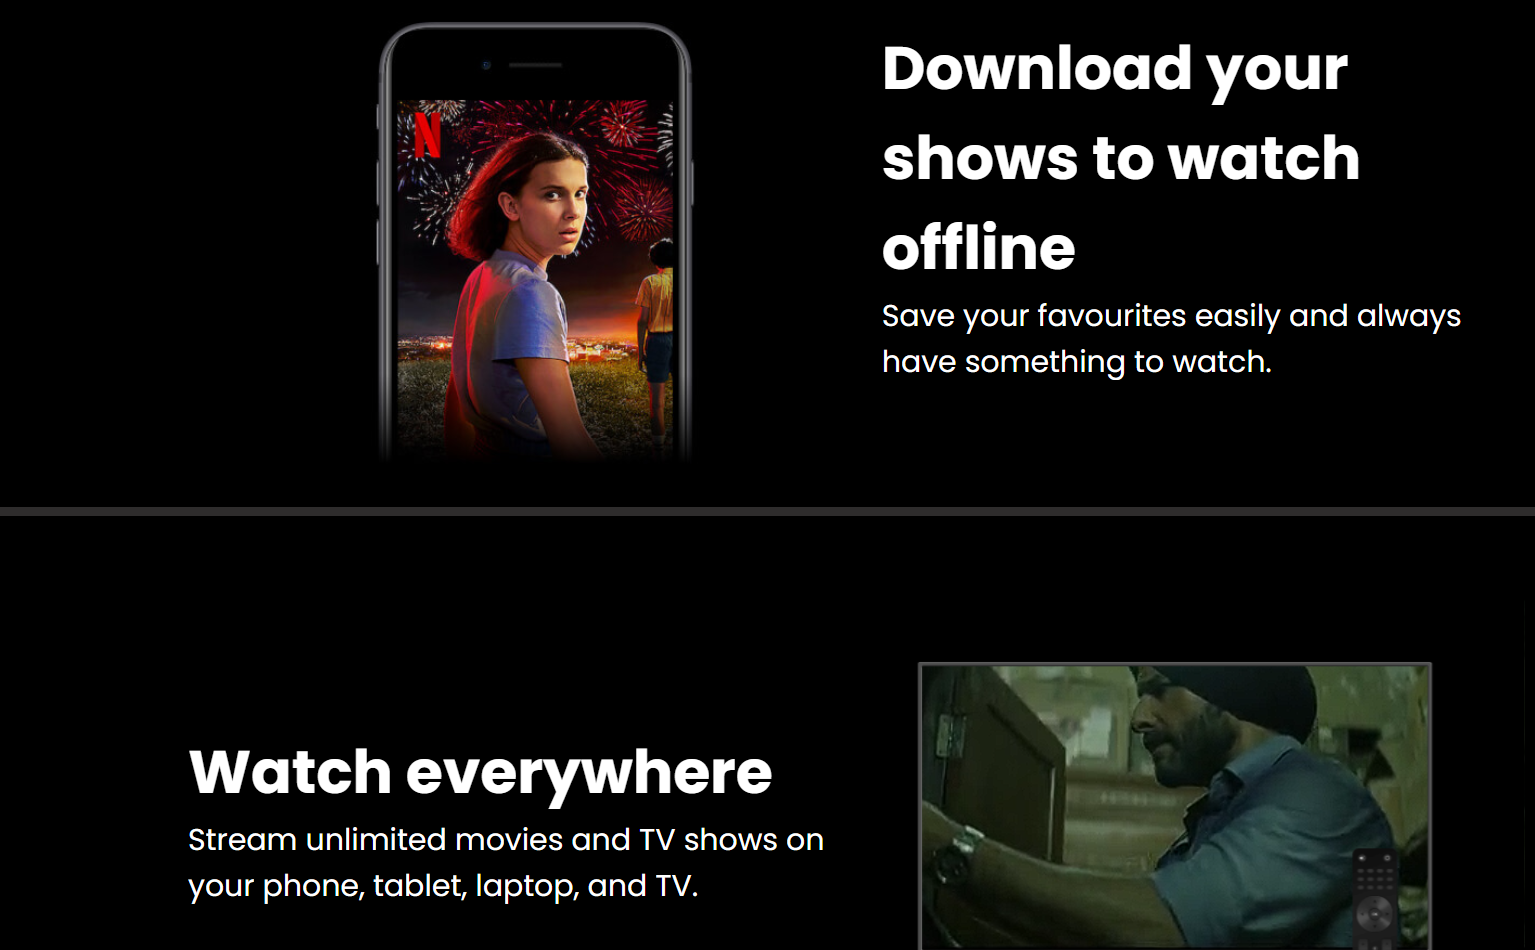 N
Download your
shows to watch
offline
Save your favourites easily and always
have something to watch.
Watch everywhere
Stream unlimited movies and TV shows on
your phone, tablet, laptop, and TV.